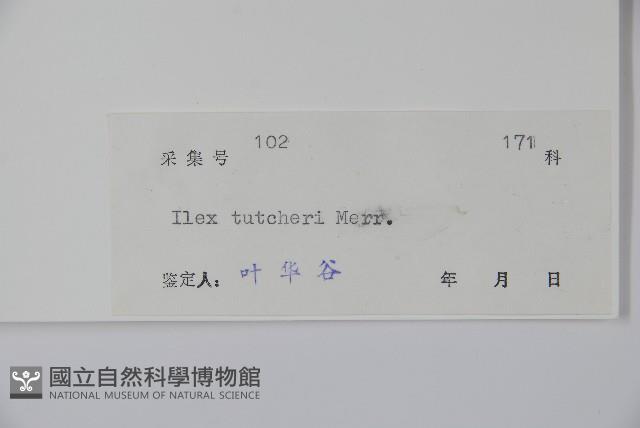 采集号 102 171 科
Ilex tutcheri Merr.
鉴定人: 叶华谷 年 月 日
國立自然科學博物館
NATIONAL MUSEUM OF NATURAL SCIENCE